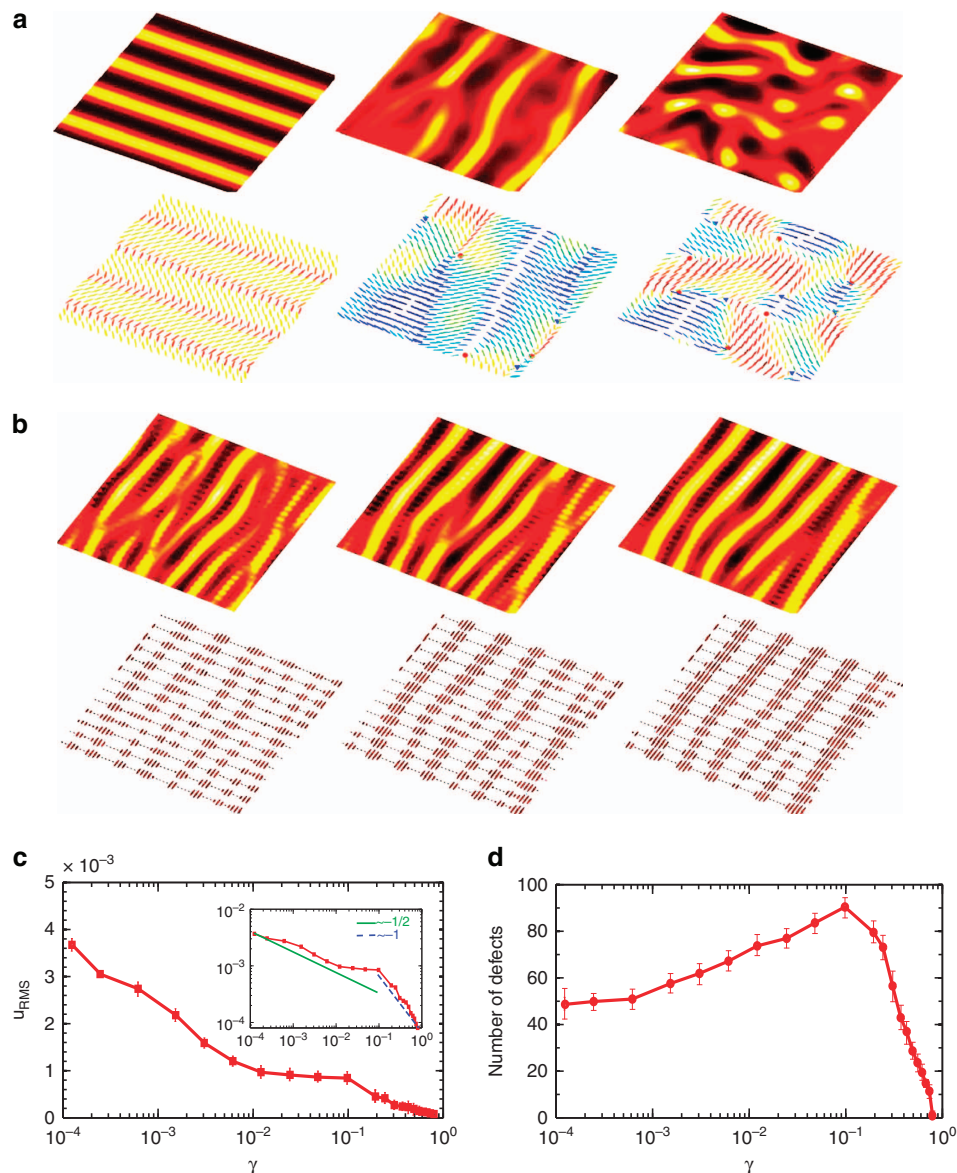 a
b
c
d
× 10⁻³
5
4
3
2
1
0
u_RMS
10⁻⁴ 10⁻³ 10⁻² 10⁻¹ 10⁰
γ
10⁻²
10⁻³
10⁻⁴
10⁻⁴ 10⁻³ 10⁻² 10⁻¹ 10⁰
~−1/2
~−1
100
80
60
40
20
0
Number of defects
10⁻⁴ 10⁻³ 10⁻² 10⁻¹ 10⁰
γ